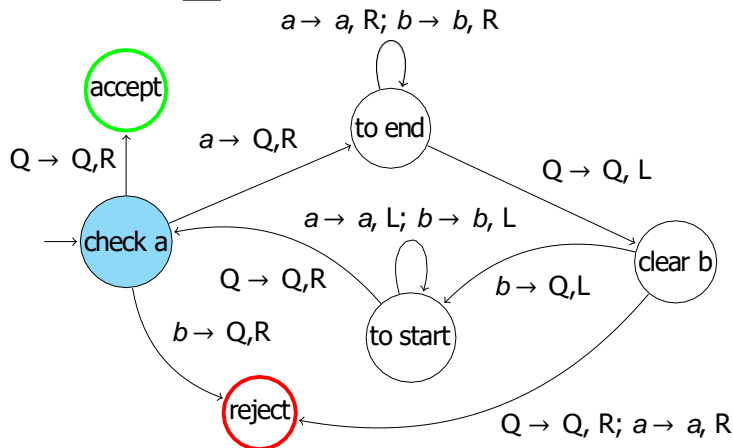 a → a, R; b → b, R
accept
to end
a → Q,R
Q → Q,R
Q → Q, L
a → a, L; b → b, L
check a
clear b
Q → Q,R
b → Q,L
b → Q,R
to start
reject
Q → Q, R; a → a, R